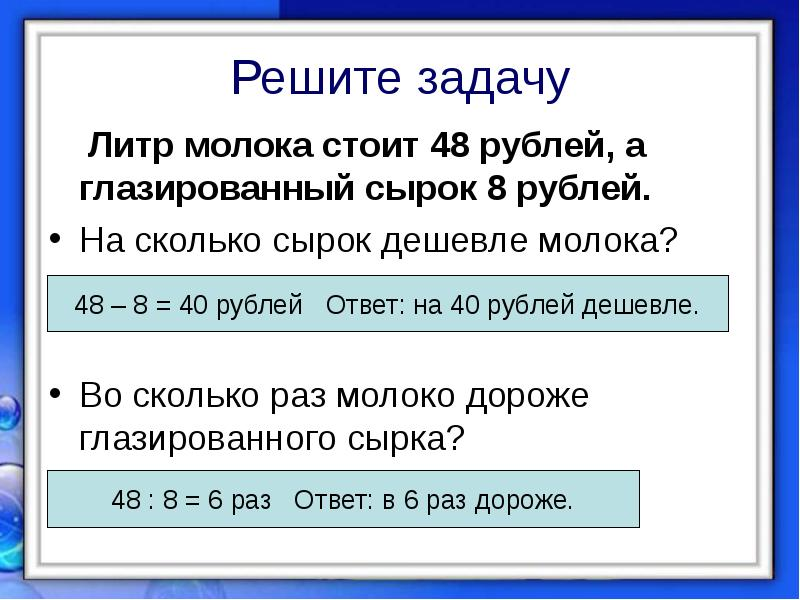 Решите задачу
Литр молока стоит 48 рублей, а
глазированный сырок 8 рублей.
• На сколько сырок дешевле молока?
48 – 8 = 40 рублей Ответ: на 40 рублей дешевле.
• Во сколько раз молоко дороже
глазированного сырка?
48 : 8 = 6 раз Ответ: в 6 раз дороже.